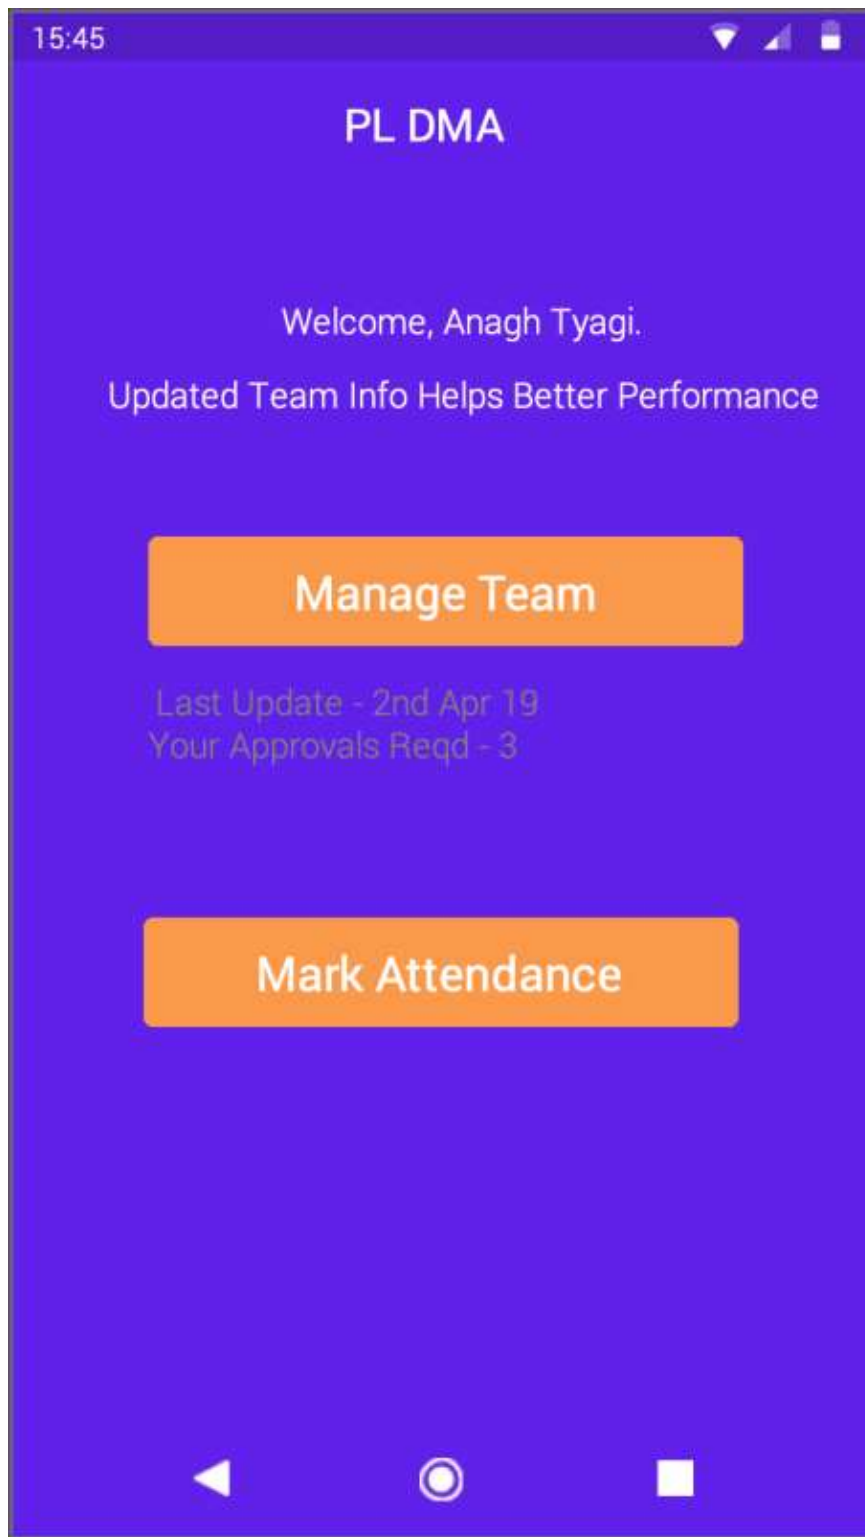 15:45
PL DMA
Welcome, Anagh Tyagi.
Updated Team Info Helps Better Performance
Manage Team
Last Update - 2nd Apr 19
Your Approvals Reqd - 3
Mark Attendance